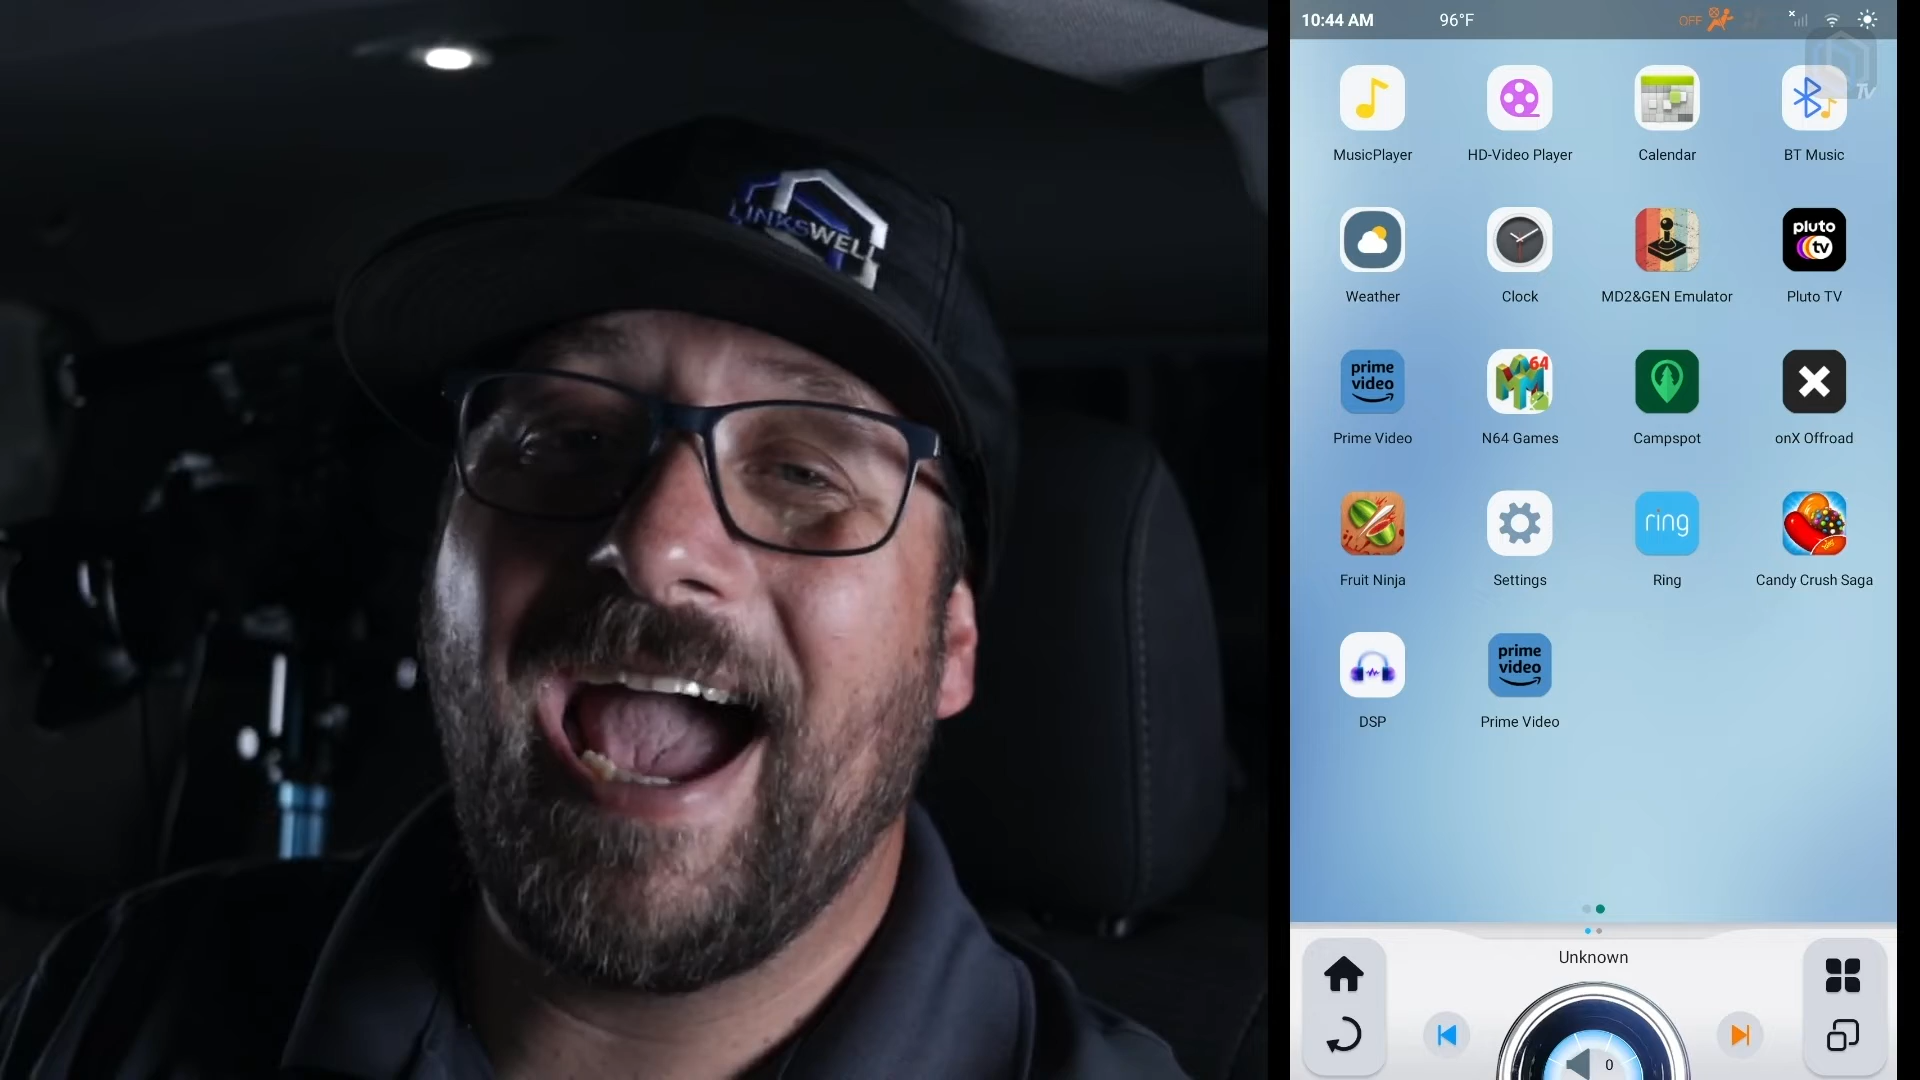 LINKSWELL
10:44 AM 96°F OFF
Tv
MusicPlayer HD-Video Player Calendar BT Music
pluto
tv
Weather Clock MD2&GEN Emulator Pluto TV
prime
video
64
Prime Video N64 Games Campspot onX Offroad
ring
Fruit Ninja Settings Ring Candy Crush Saga
prime
video
DSP Prime Video
Unknown
0